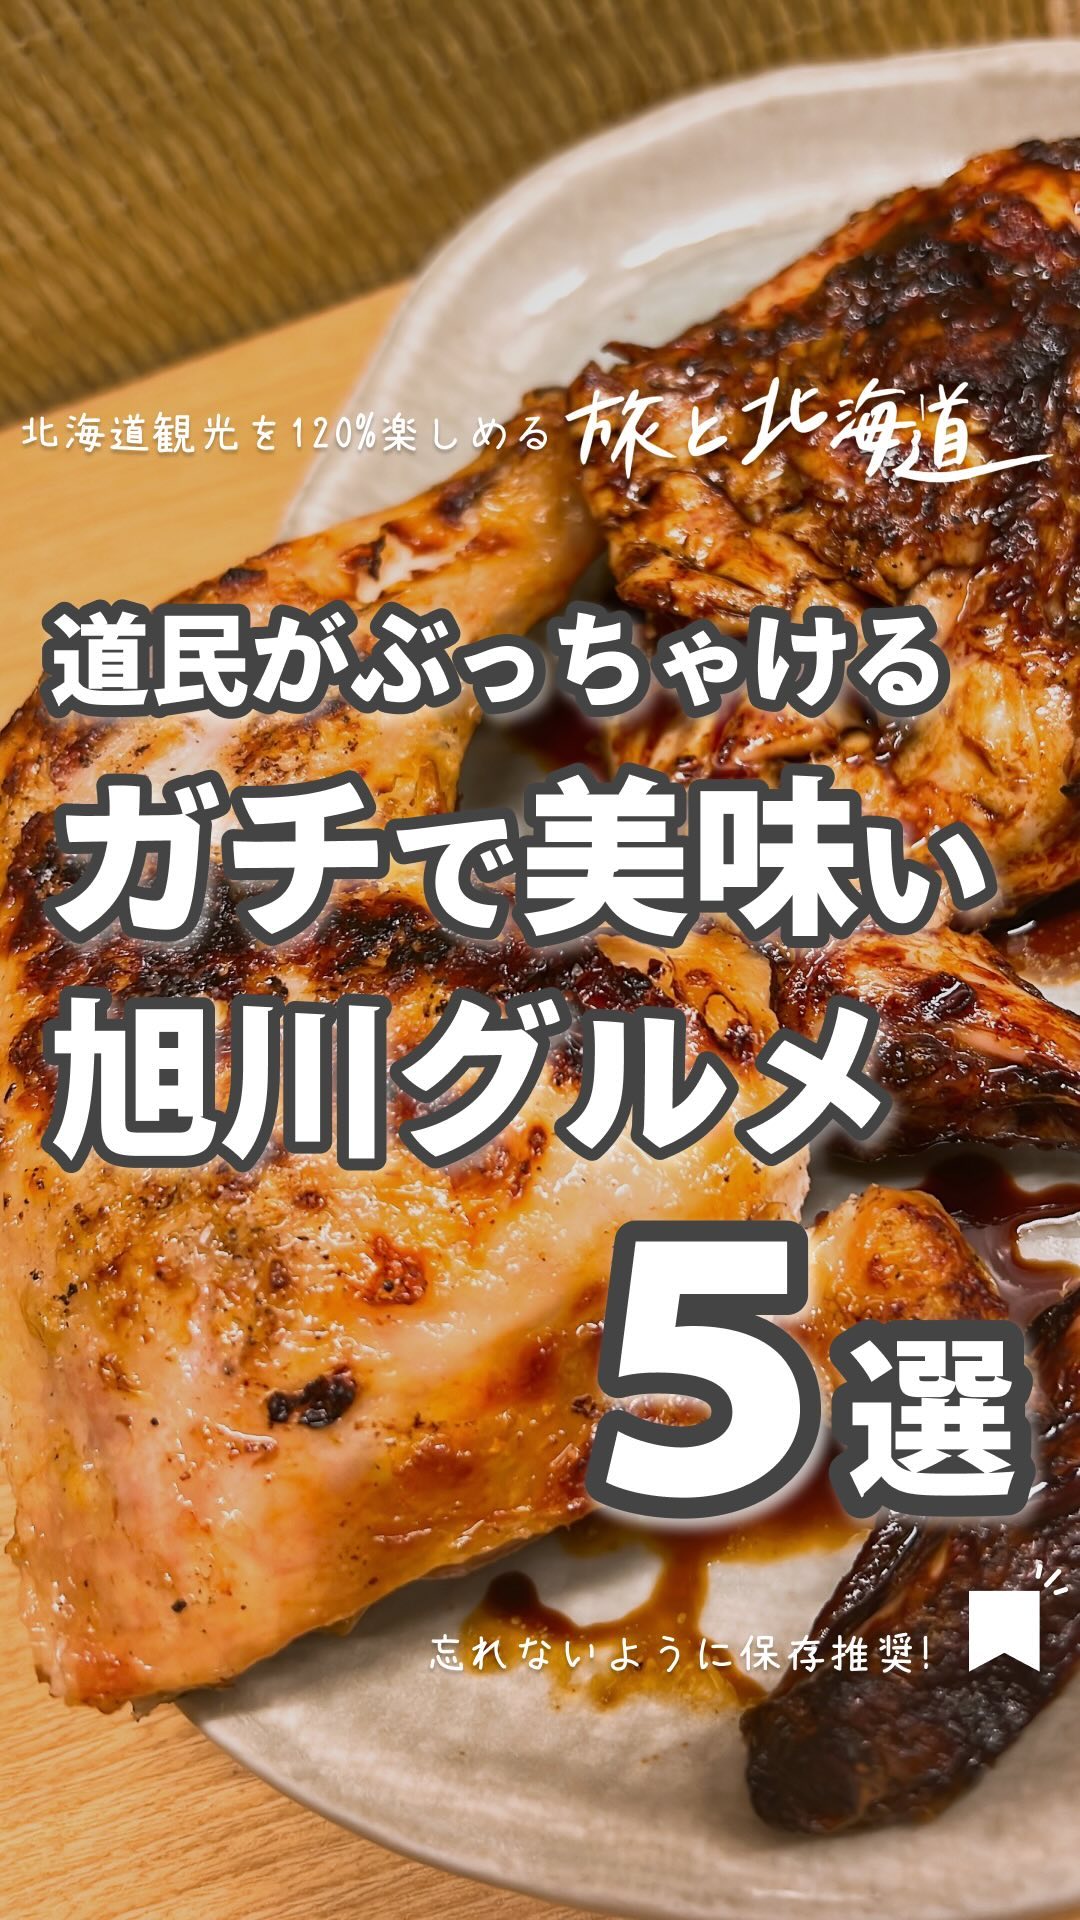 北海道観光を120%楽しめる 旅と北海道
道民がぶっちゃける
ガチで美味い
旭川グルメ
5選
忘れないように保存推奨!